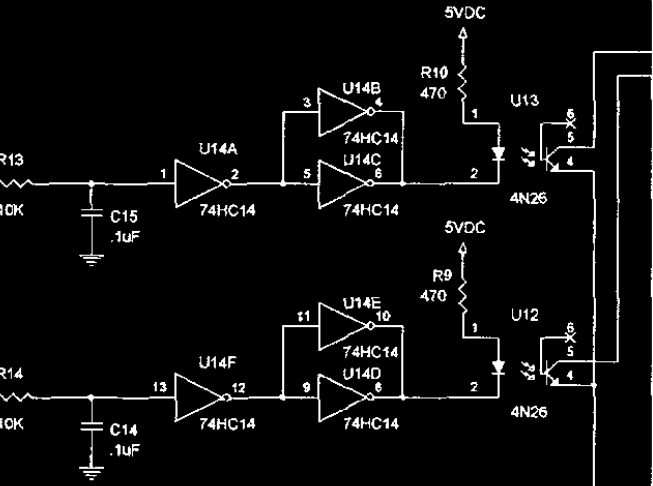 5VDC
R10
470
U14B
3
4
74HC14
U13
1
6
5
4
2
4N26
R13
10K
U14A
1
2
74HC14
U14C
5
6
74HC14
C15
.1uF
5VDC
R9
470
U14E
11
10
74HC14
U12
1
6
5
4
2
4N26
R14
10K
U14F
13
12
74HC14
U14D
9
8
74HC14
C14
.1uF